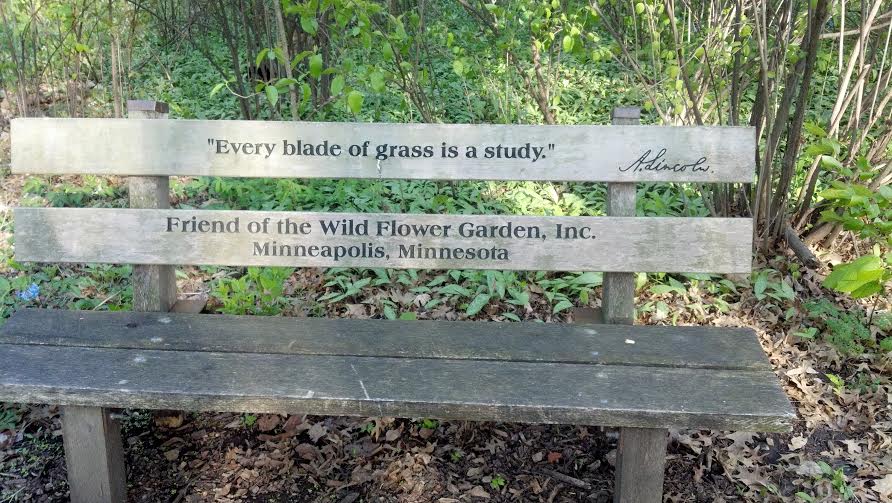 "Every blade of grass is a study."
A. Lincoln.
Friend of the Wild Flower Garden, Inc.
Minneapolis, Minnesota